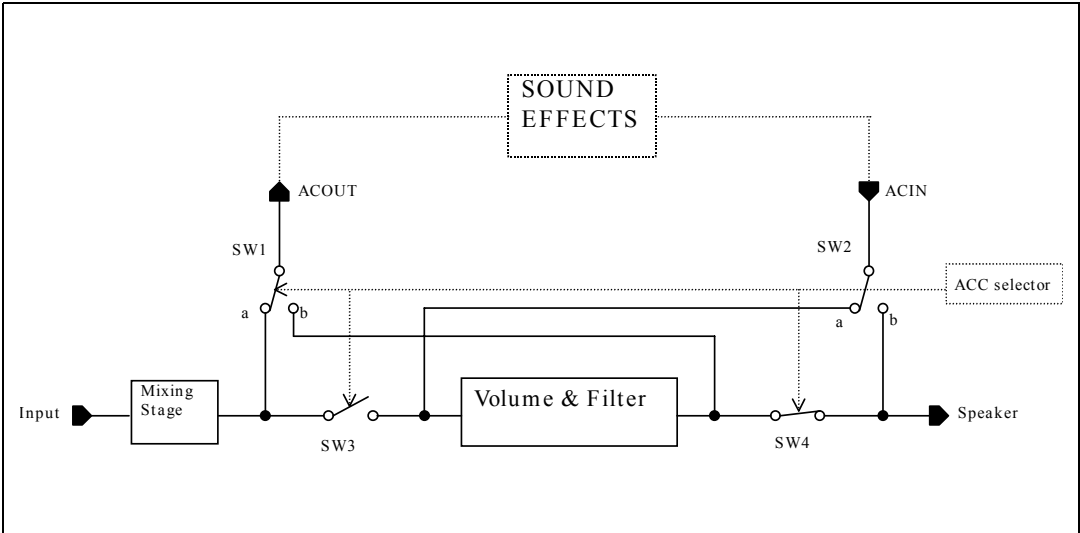 SOUND
EFFECTS
ACOUT
ACIN
SW1
SW2
ACC selector
a
b
a
b
Mixing
Stage
Volume & Filter
Input
Speaker
SW3
SW4